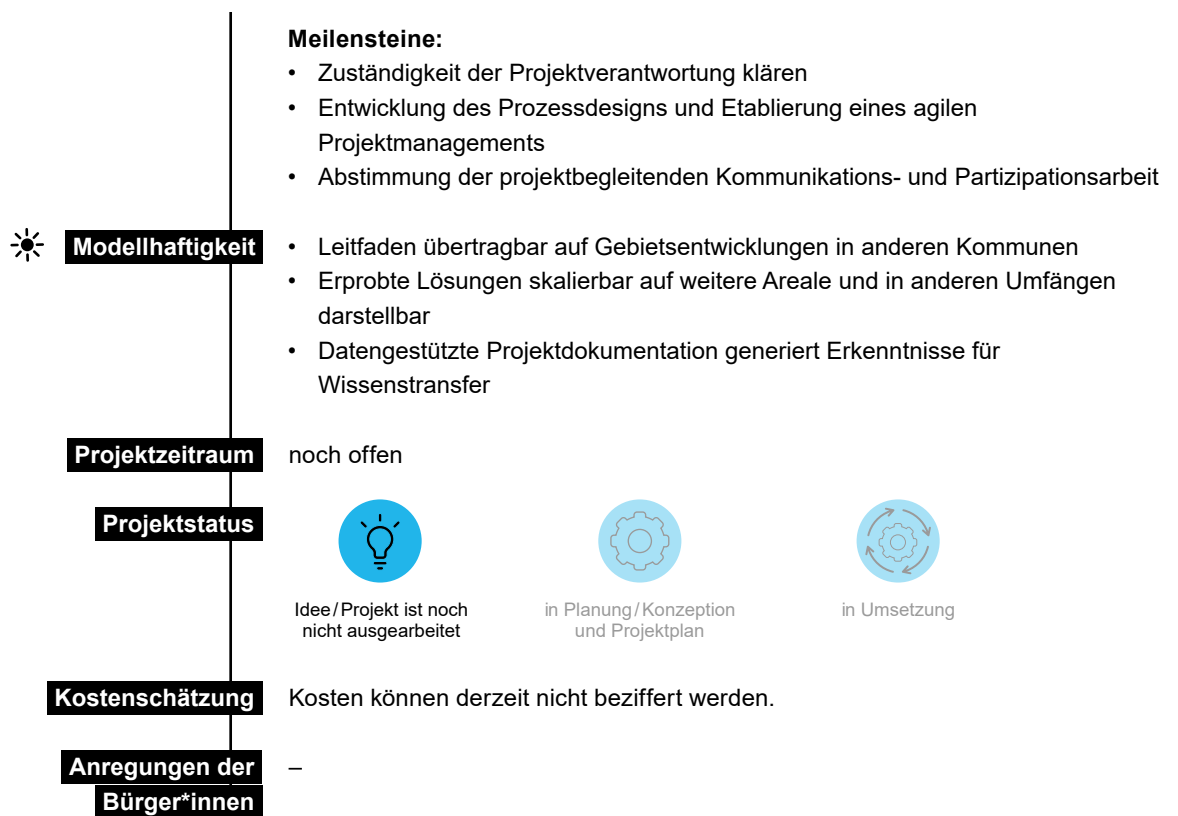 Meilensteine:
• Zuständigkeit der Projektverantwortung klären
• Entwicklung des Prozessdesigns und Etablierung eines agilen
Projektmanagements
• Abstimmung der projektbegleitenden Kommunikations- und Partizipationsarbeit
Modellhaftigkeit
• Leitfaden übertragbar auf Gebietsentwicklungen in anderen Kommunen
• Erprobte Lösungen skalierbar auf weitere Areale und in anderen Umfängen
darstellbar
• Datengestützte Projektdokumentation generiert Erkenntnisse für
Wissenstransfer
Projektzeitraum
noch offen
Projektstatus
Idee/Projekt ist noch
nicht ausgearbeitet
in Planung/Konzeption
und Projektplan
in Umsetzung
Kostenschätzung
Kosten können derzeit nicht beziffert werden.
Anregungen der
Bürger*innen
–